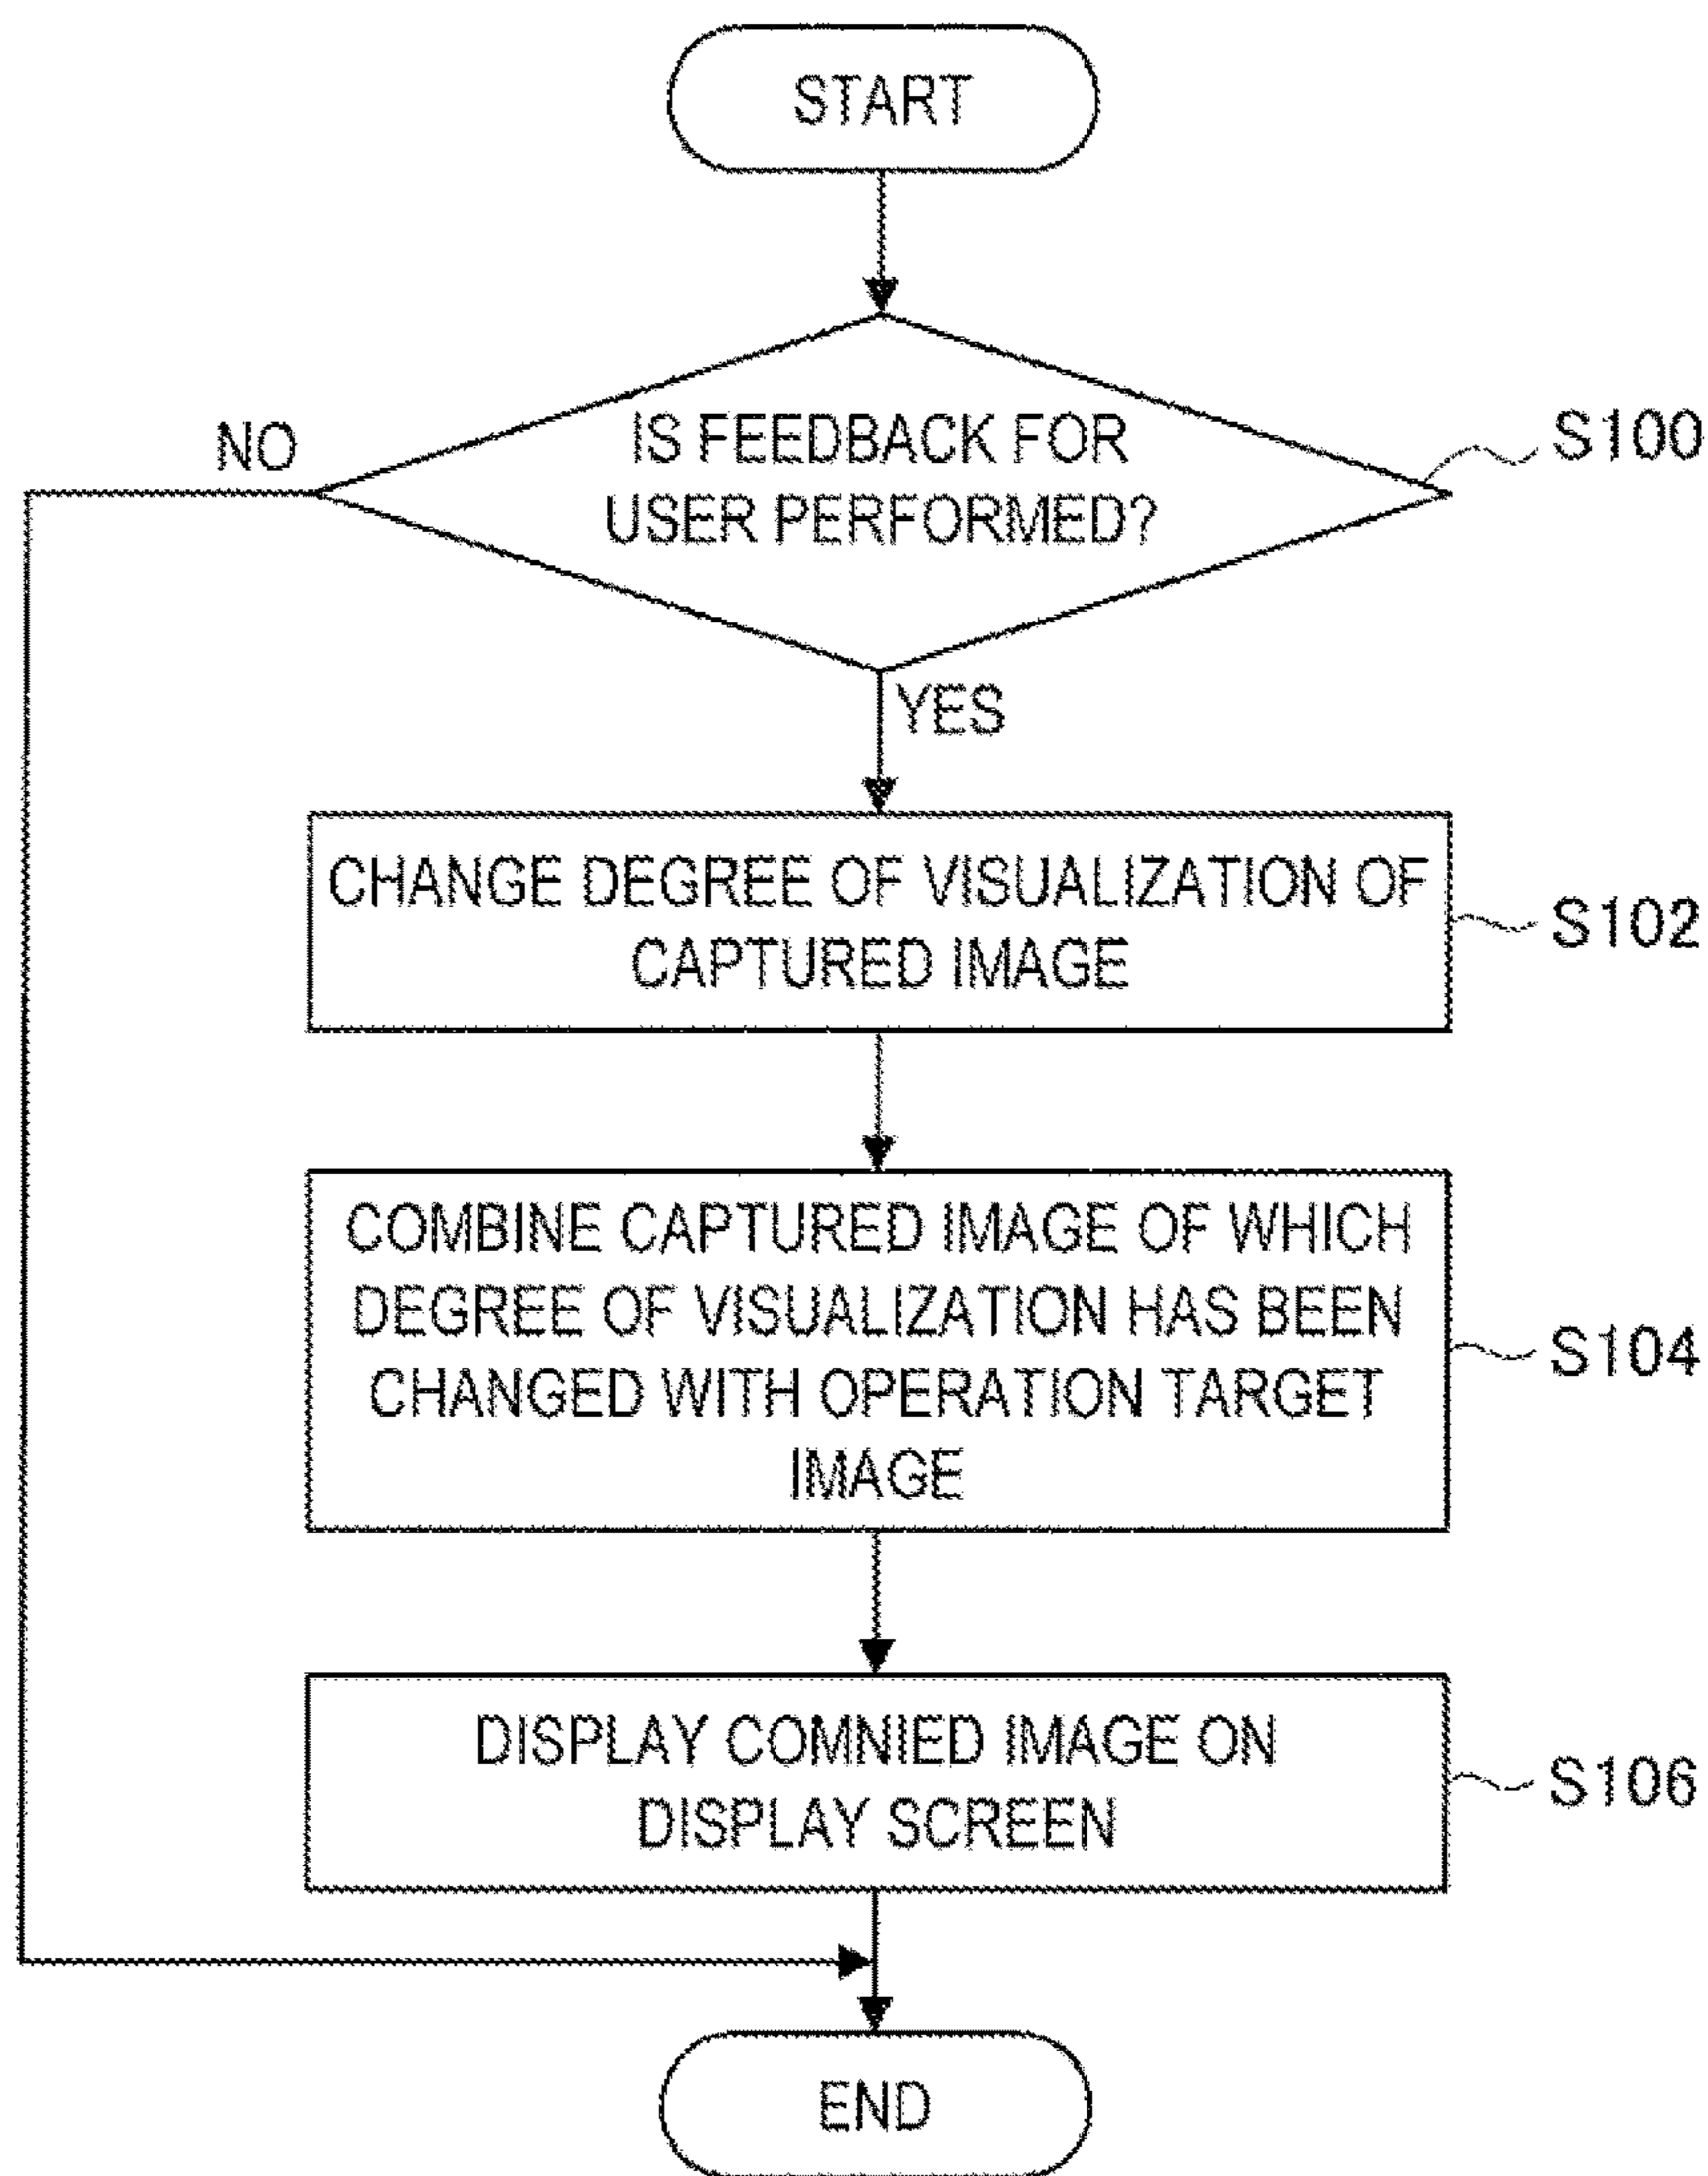 START
IS FEEDBACK FOR
USER PERFORMED?
S100
NO
YES
CHANGE DEGREE OF VISUALIZATION OF
CAPTURED IMAGE
S102
COMBINE CAPTURED IMAGE OF WHICH
DEGREE OF VISUALIZATION HAS BEEN
CHANGED WITH OPERATION TARGET
IMAGE
S104
DISPLAY COMNIED IMAGE ON
DISPLAY SCREEN
S106
END